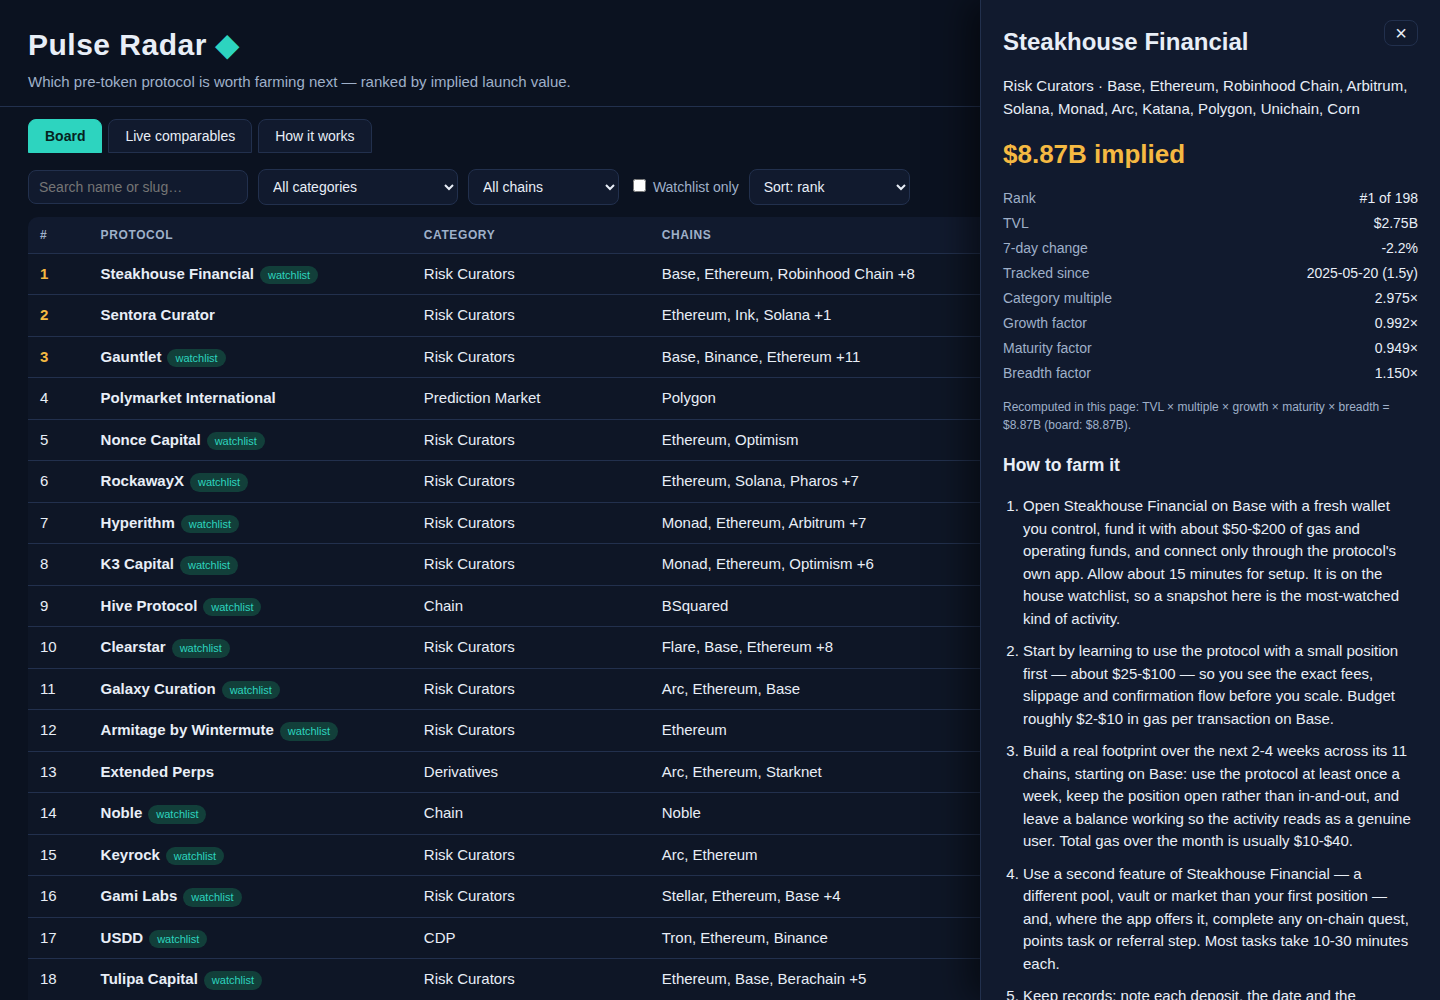 Pulse Radar ◆
Which pre-token protocol is worth farming next — ranked by implied launch value.
Board
Live comparables
How it works
Search name or slug…
All categories
All chains
Watchlist only
Sort: rank
# PROTOCOL CATEGORY CHAINS
1 Steakhouse Financial watchlist Risk Curators Base, Ethereum, Robinhood Chain +8
2 Sentora Curator Risk Curators Ethereum, Ink, Solana +1
3 Gauntlet watchlist Risk Curators Base, Binance, Ethereum +11
4 Polymarket International Prediction Market Polygon
5 Nonce Capital watchlist Risk Curators Ethereum, Optimism
6 RockawayX watchlist Risk Curators Ethereum, Solana, Pharos +7
7 Hyperithm watchlist Risk Curators Monad, Ethereum, Arbitrum +7
8 K3 Capital watchlist Risk Curators Monad, Ethereum, Optimism +6
9 Hive Protocol watchlist Chain BSquared
10 Clearstar watchlist Risk Curators Flare, Base, Ethereum +8
11 Galaxy Curation watchlist Risk Curators Arc, Ethereum, Base
12 Armitage by Wintermute watchlist Risk Curators Ethereum
13 Extended Perps Derivatives Arc, Ethereum, Starknet
14 Noble watchlist Chain Noble
15 Keyrock watchlist Risk Curators Arc, Ethereum
16 Gami Labs watchlist Risk Curators Stellar, Ethereum, Base +4
17 USDD watchlist CDP Tron, Ethereum, Binance
18 Tulipa Capital watchlist Risk Curators Ethereum, Base, Berachain +5
Steakhouse Financial
✕
Risk Curators · Base, Ethereum, Robinhood Chain, Arbitrum,
Solana, Monad, Arc, Katana, Polygon, Unichain, Corn
$8.87B implied
Rank #1 of 198
TVL $2.75B
7-day change -2.2%
Tracked since 2025-05-20 (1.5y)
Category multiple 2.975×
Growth factor 0.992×
Maturity factor 0.949×
Breadth factor 1.150×
Recomputed in this page: TVL × multiple × growth × maturity × breadth =
$8.87B (board: $8.87B).
How to farm it
1. Open Steakhouse Financial on Base with a fresh wallet
you control, fund it with about $50-$200 of gas and
operating funds, and connect only through the protocol's
own app. Allow about 15 minutes for setup. It is on the
house watchlist, so a snapshot here is the most-watched
kind of activity.
2. Start by learning to use the protocol with a small position
first — about $25-$100 — so you see the exact fees,
slippage and confirmation flow before you scale. Budget
roughly $2-$10 in gas per transaction on Base.
3. Build a real footprint over the next 2-4 weeks across its 11
chains, starting on Base: use the protocol at least once a
week, keep the position open rather than in-and-out, and
leave a balance working so the activity reads as a genuine
user. Total gas over the month is usually $10-$40.
4. Use a second feature of Steakhouse Financial — a
different pool, vault or market than your first position —
and, where the app offers it, complete any on-chain quest,
points task or referral step. Most tasks take 10-30 minutes
each.
5. Keep records: note each deposit, the date and the